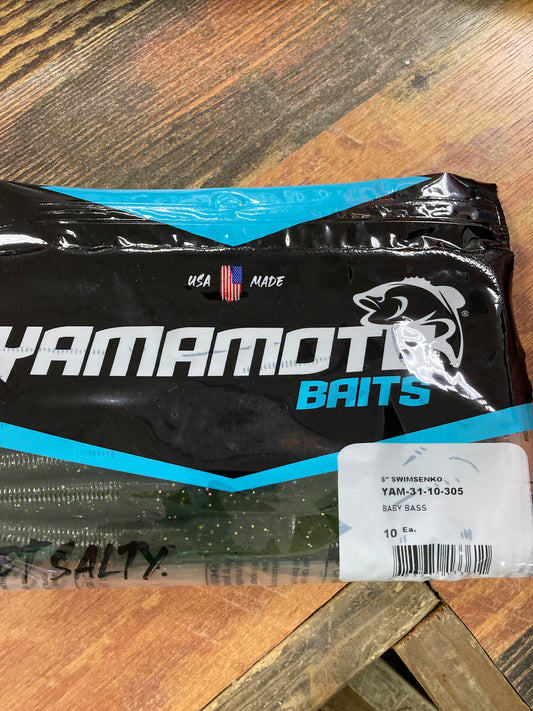 USA MADE
YAMAMOTO
®
BAITS
5" SWIMSENKO
YAM-31-10-305
BABY BASS
10 Ea.
SALTY.